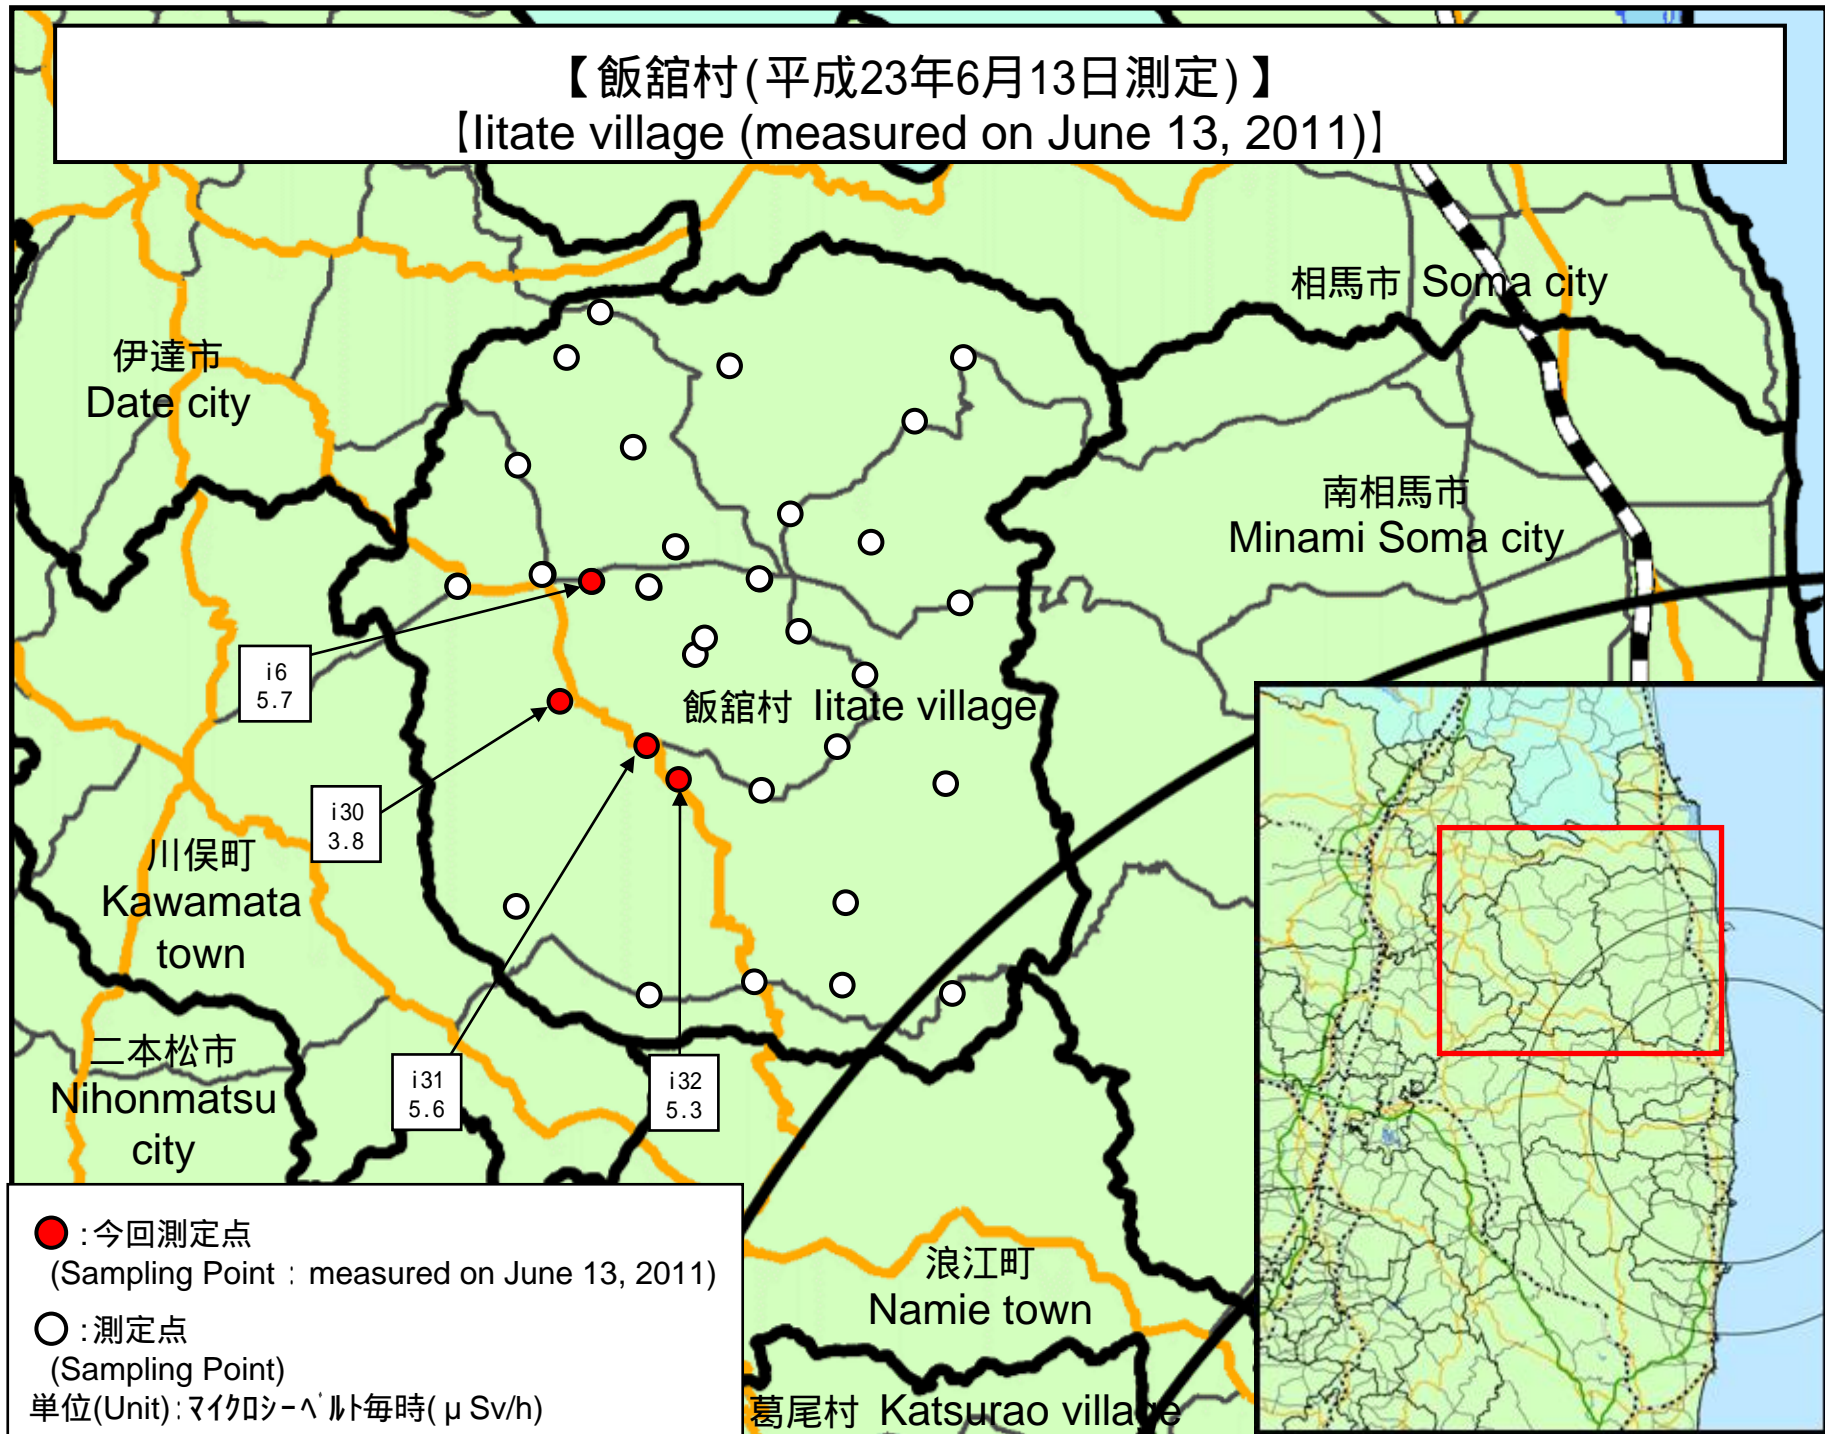 【飯舘村(平成23年6月13日測定)】
【Iitate village (measured on June 13, 2011)】
相馬市 Soma city
伊達市
Date city
南相馬市
Minami Soma city
i6
5.7
飯舘村 Iitate village
i30
3.8
川俣町
Kawamata
town
二本松市
Nihonmatsu
city
i31
5.6
i32
5.3
:今回測定点
(Sampling Point : measured on June 13, 2011)
:測定点
(Sampling Point)
単位(Unit):マイクロシーベルト毎時(μSv/h)
浪江町
Namie town
葛尾村 Katsurao village